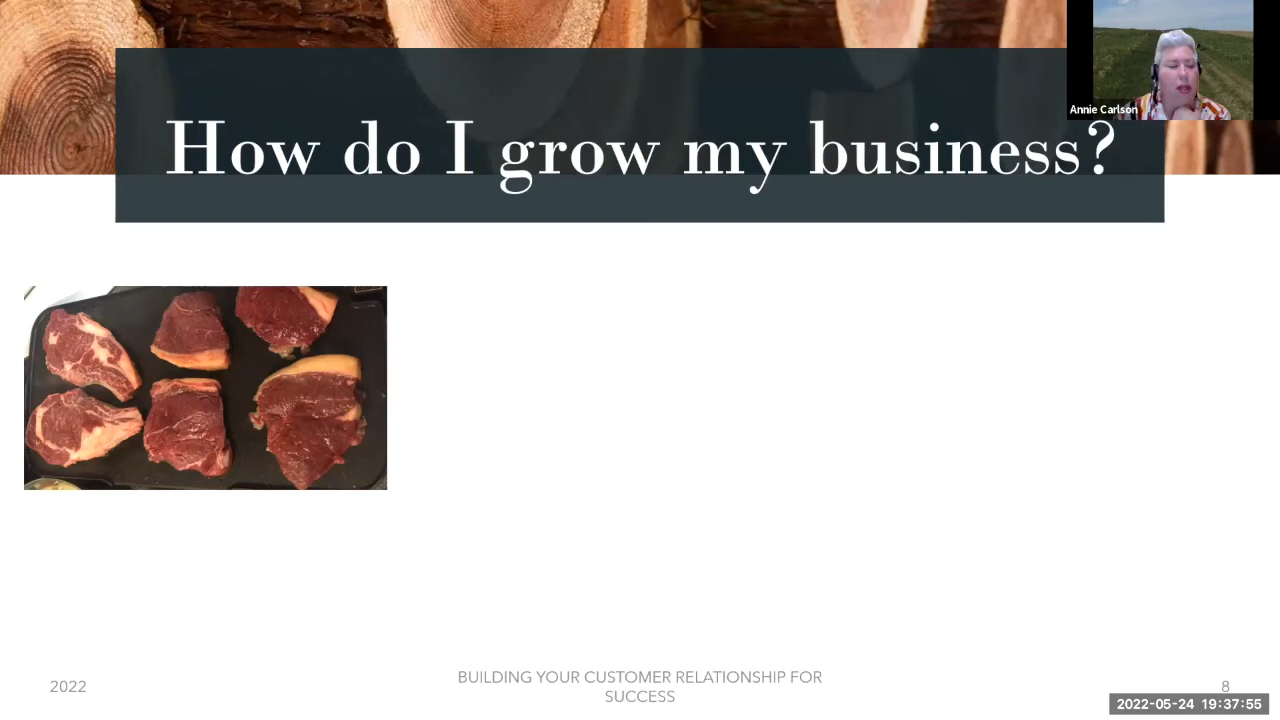 How do I grow my business?
Annie Carlson
2022
BUILDING YOUR CUSTOMER RELATIONSHIP FOR
SUCCESS
8
2022-05-24 19:37:55